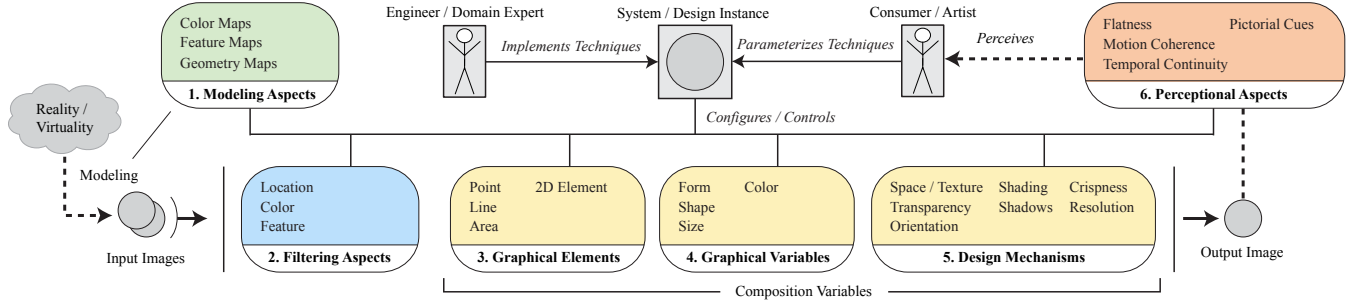 Engineer / Domain Expert
System / Design Instance
Consumer / Artist
Color Maps
Feature Maps
Geometry Maps
1. Modeling Aspects
Implements Techniques
Parameterizes Techniques
Perceives
Flatness Pictorial Cues
Motion Coherence
Temporal Continuity
6. Perceptional Aspects
Reality /
Virtuality
Configures / Controls
Modeling
Input Images
Location
Color
Feature
2. Filtering Aspects
Point 2D Element
Line
Area
3. Graphical Elements
Form Color
Shape
Size
4. Graphical Variables
Space / Texture Shading Crispness
Transparency Shadows Resolution
Orientation
5. Design Mechanisms
Output Image
Composition Variables